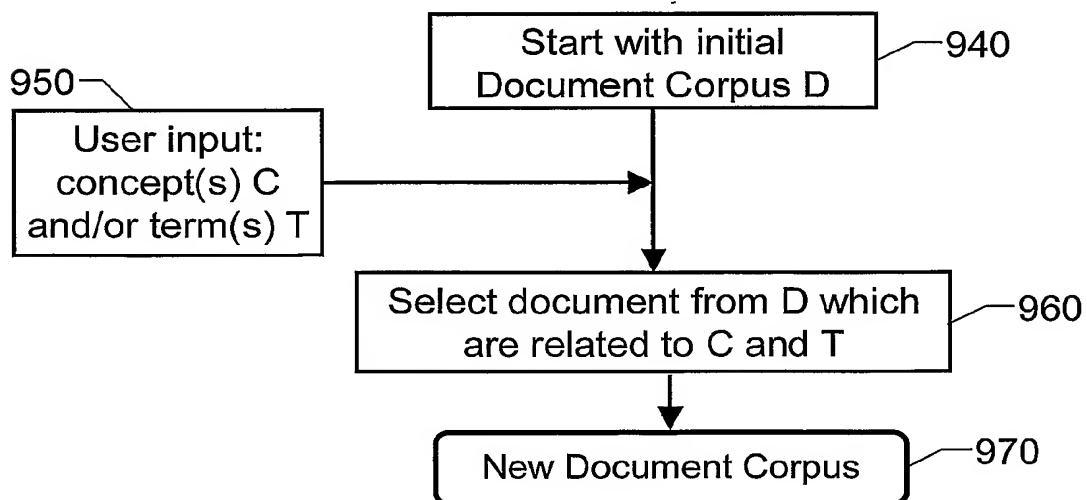 Start with initial
Document Corpus D
940
950
User input:
concept(s) C
and/or term(s) T
Select document from D which
are related to C and T
960
New Document Corpus
970